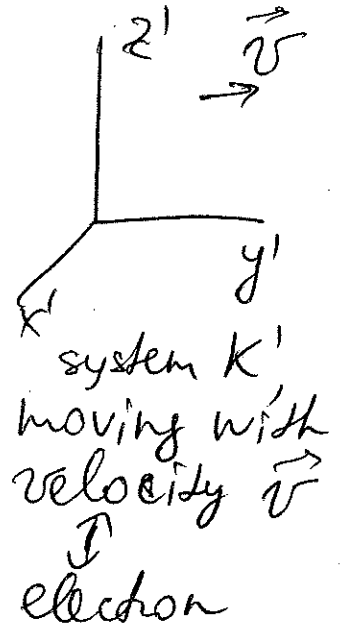 z'
v⃗
y'
x'
system K'
moving with
velocity v⃗
⇕
electron